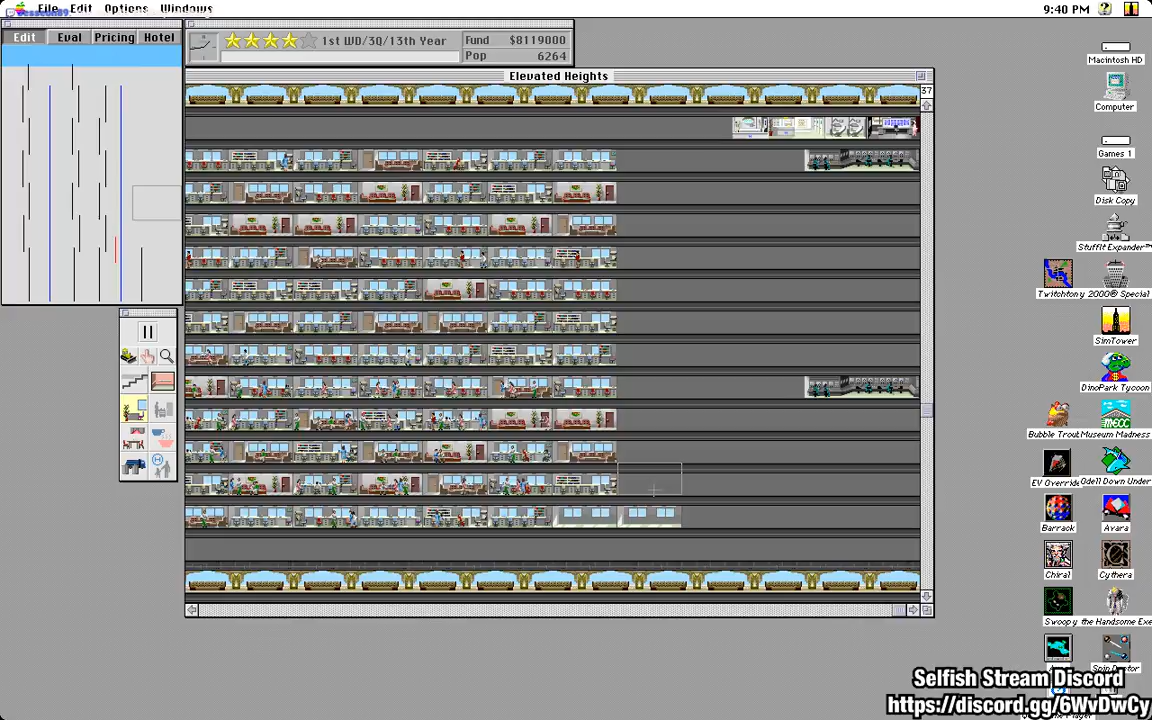 File Edit Options Windows
9:40 PM
Edit Eval Pricing Hotel
1st WD/3Q/13th Year
Fund $8119000
Pop 6264
Elevated Heights
37
Macintosh HD
Computer
Games 1
Disk Copy
StuffIt Expander™
Twitchtony 2000® Special
SimTower
DinoPark Tycoon
Bubble Trout
Museum Madness
EV Override
Odell Down Under
Barrack
Avara
Chiral
Cythera
Swoopy the Handsome Exe
Spin Doctor
Selfish Stream Discord
https://discord.gg/6WvDwCy